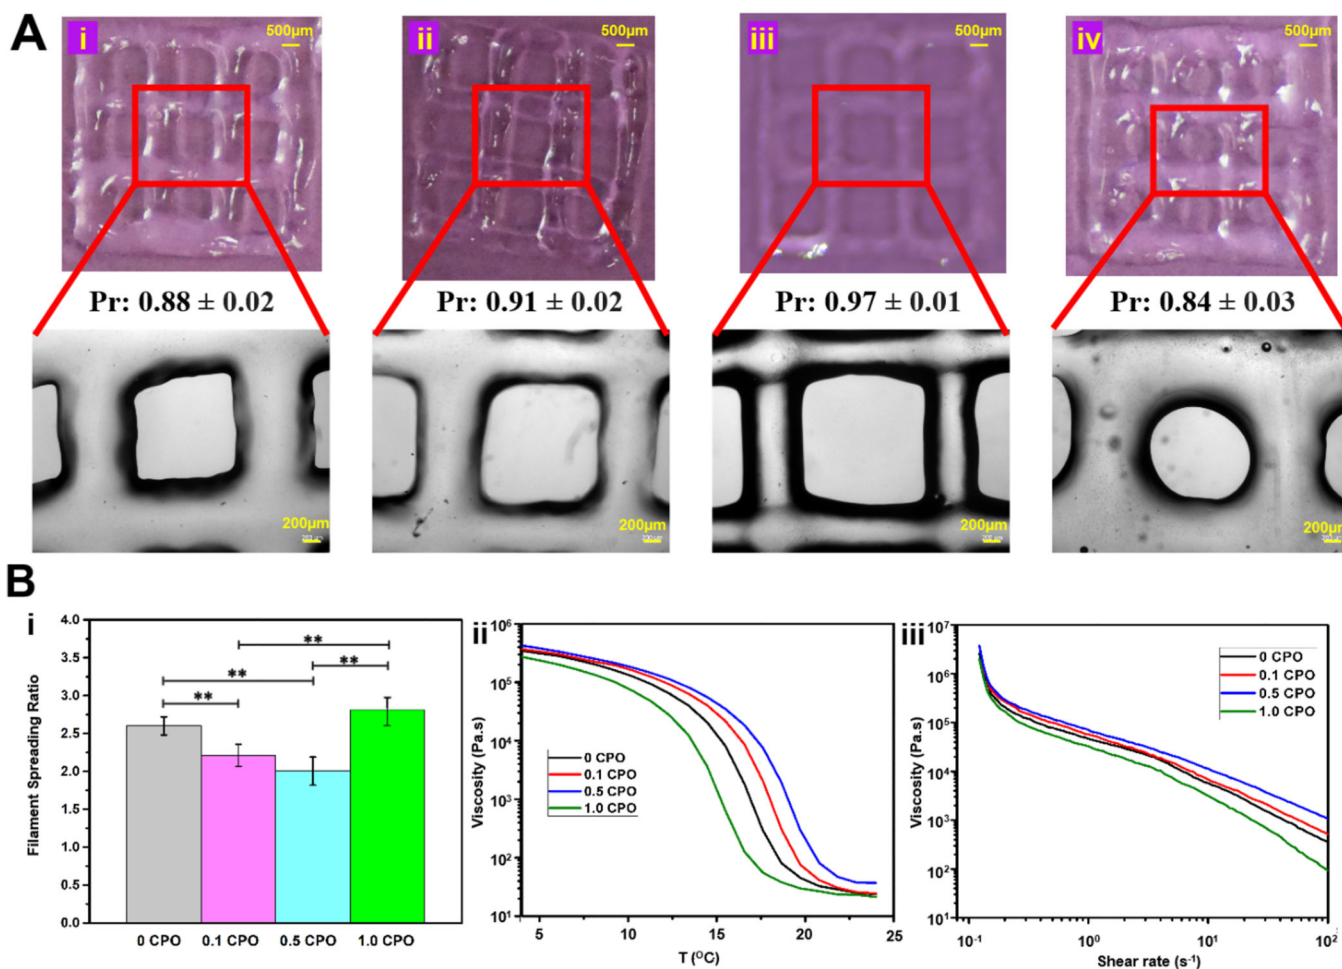 A
i
500µm
ii
500µm
iii
500µm
iv
500µm
Pr: 0.88 ± 0.02
Pr: 0.91 ± 0.02
Pr: 0.97 ± 0.01
Pr: 0.84 ± 0.03
200µm
200µm
200µm
200µm
B
i
Filament Spreading Ratio
4.0
3.5
3.0
2.5
2.0
1.5
1.0
0.5
0.0
**
**
**
**
0 CPO
0.1 CPO
0.5 CPO
1.0 CPO
ii
Viscosity (Pa.s)
10⁶
10⁵
10⁴
10³
10²
10¹
0 CPO
0.1 CPO
0.5 CPO
1.0 CPO
5
10
15
20
25
T (ᴼC)
iii
Viscosity (Pa.s)
10⁷
10⁶
10⁵
10⁴
10³
10²
10¹
0 CPO
0.1 CPO
0.5 CPO
1.0 CPO
10⁻¹
10⁰
10¹
10²
Shear rate (s⁻¹)